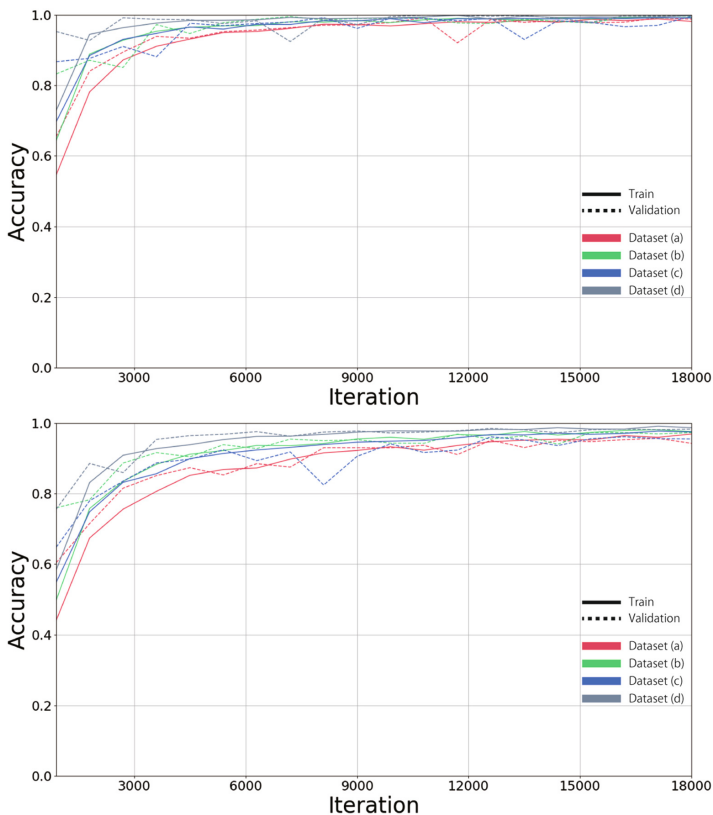 1.0
0.8
0.6
0.4
0.2
0.0
Accuracy
Train
Validation
Dataset (a)
Dataset (b)
Dataset (c)
Dataset (d)
3000 6000 9000 12000 15000 18000
Iteration
1.0
0.8
0.6
0.4
0.2
0.0
Accuracy
Train
Validation
Dataset (a)
Dataset (b)
Dataset (c)
Dataset (d)
3000 6000 9000 12000 15000 18000
Iteration